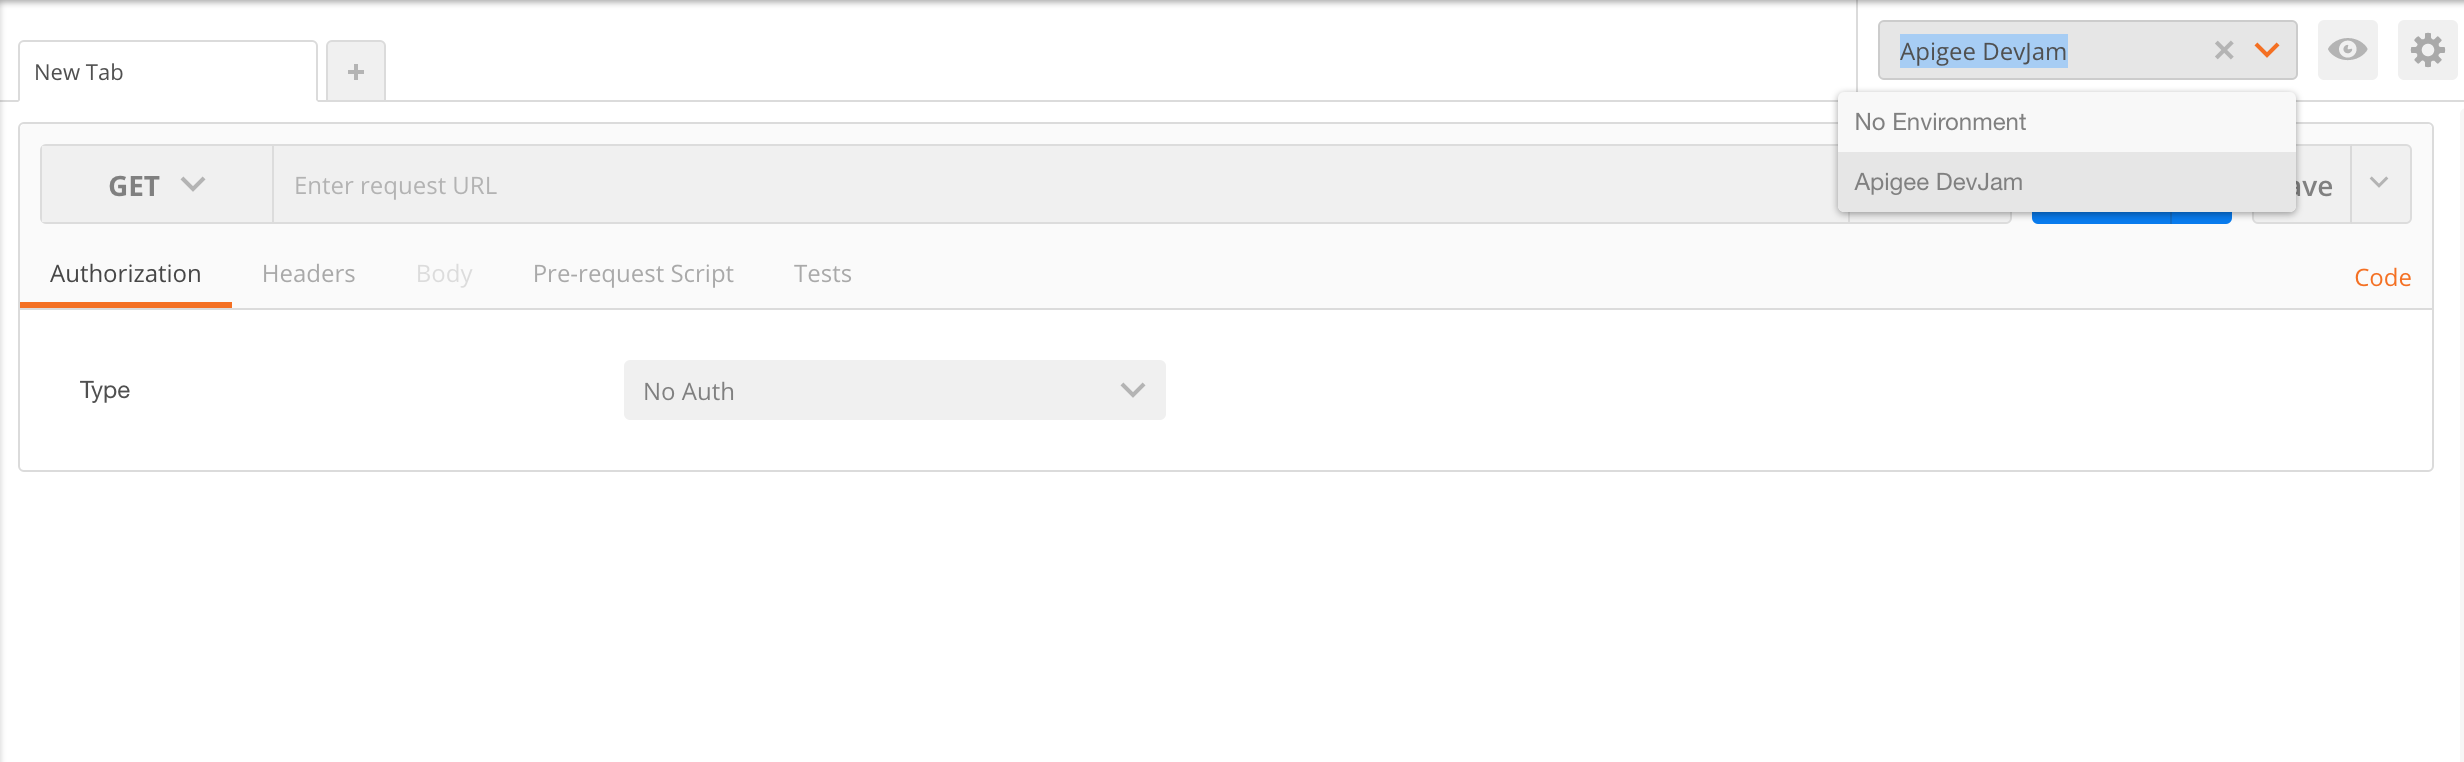 New Tab
Apigee DevJam
No Environment
Apigee DevJam
GET
Enter request URL
Authorization
Headers
Body
Pre-request Script
Tests
Code
Type
No Auth